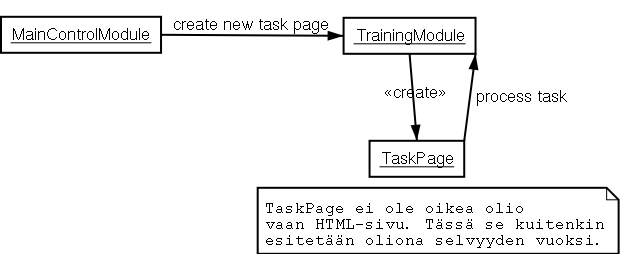 create new task page
MainControlModule
TrainingModule
«create»
process task
TaskPage
TaskPage ei ole oikea olio
vaan HTML-sivu. Tässä se kuitenkin
esitetään oliona selvyyden vuoksi.